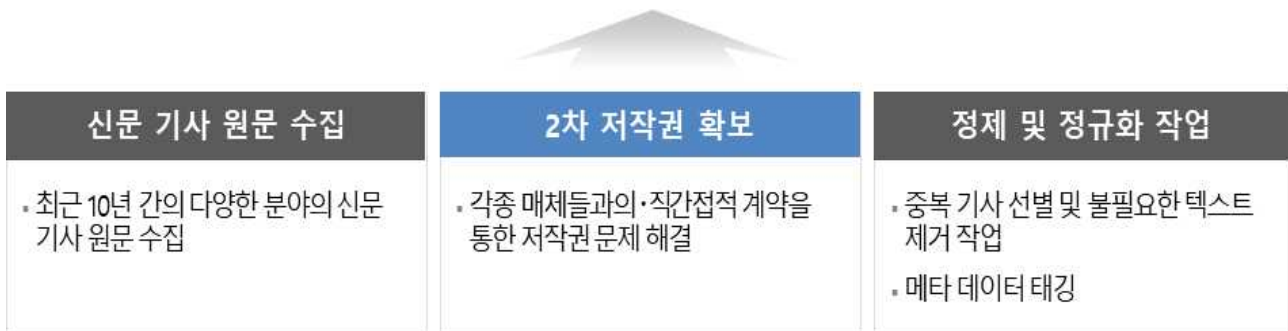 신문 기사 원문 수집
▪ 최근 10년 간의 다양한 분야의 신문
기사 원문 수집
2차 저작권 확보
▪ 각종 매체들과의·직간접적 계약을
통한 저작권 문제 해결
정제 및 정규화 작업
▪ 중복 기사 선별 및 불필요한 텍스트
제거 작업
▪ 메타 데이터 태깅